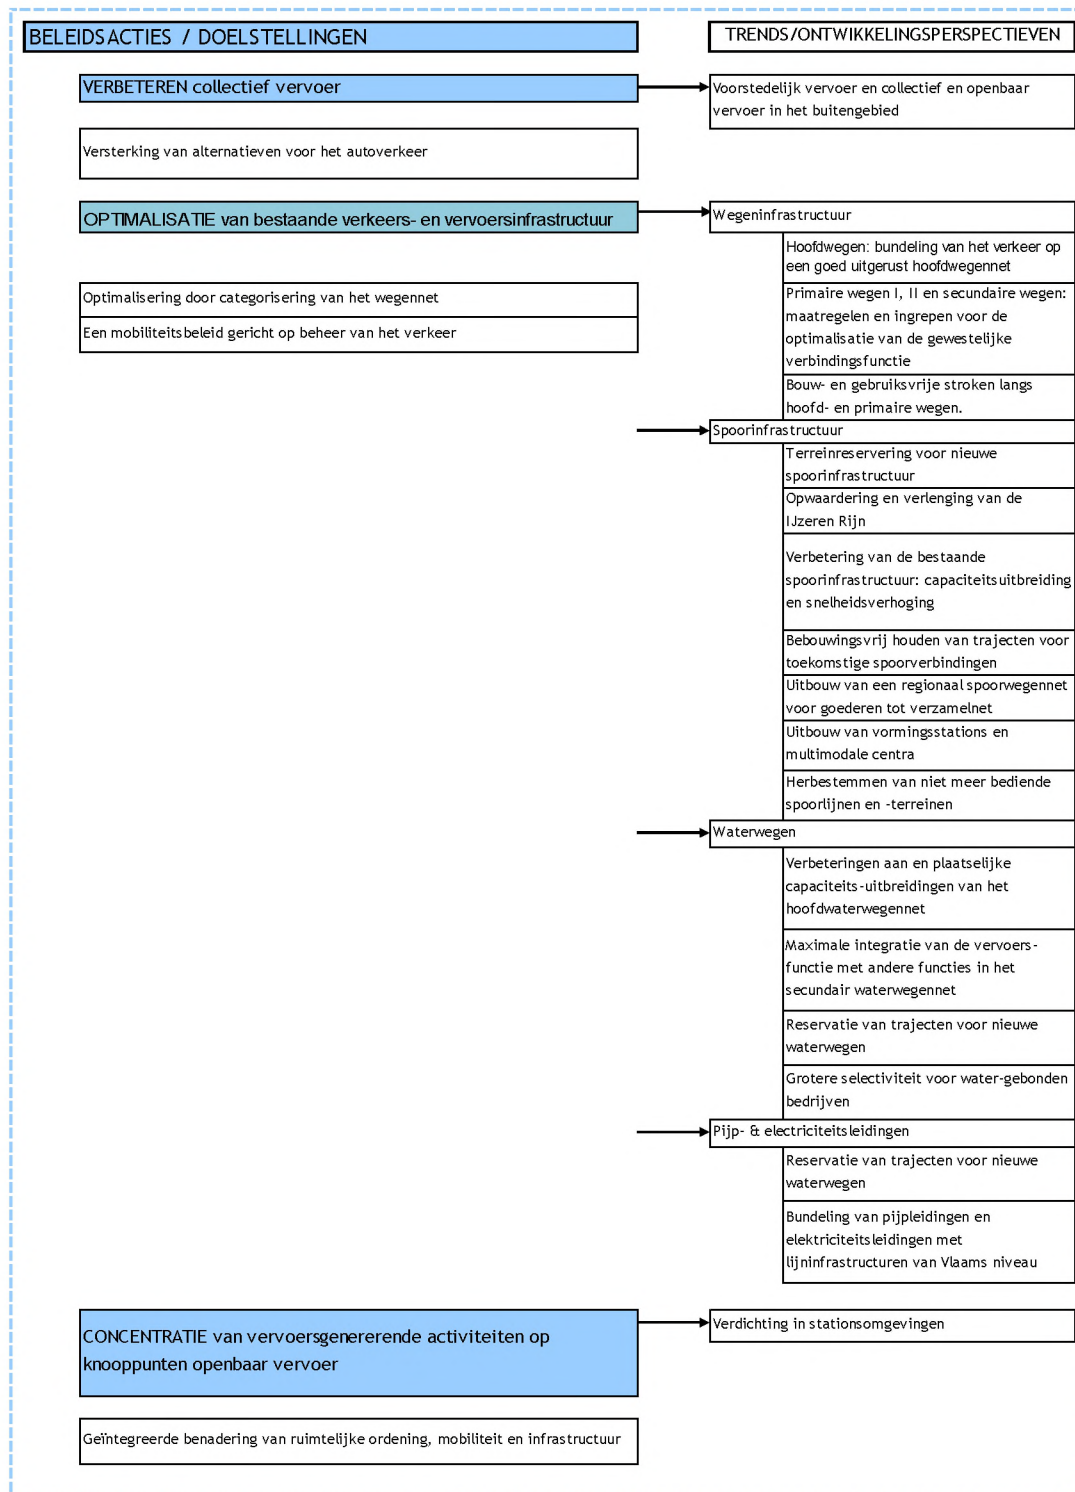 BELEIDSACTIES / DOELSTELLINGEN
TRENDS/ONTWIKKELINGSPERSPECTIEVEN
VERBETEREN collectief vervoer
Voorstedelijk vervoer en collectief en openbaar
vervoer in het buitengebied
Versterking van alternatieven voor het autoverkeer
OPTIMALISATIE van bestaande verkeers- en vervoersinfrastructuur
Wegeninfrastructuur
Hoofdwegen: bundeling van het verkeer op
een goed uitgerust hoofdwegennet
Optimalisering door categorisering van het wegennet
Een mobiliteitsbeleid gericht op beheer van het verkeer
Primaire wegen I, II en secundaire wegen:
maatregelen en ingrepen voor de
optimalisatie van de gewestelijke
verbindingsfunctie
Bouw- en gebruiksvrije stroken langs
hoofd- en primaire wegen.
Spoorinfrastructuur
Terreinreservering voor nieuwe
spoorinfrastructuur
Opwaardering en verlenging van de
IJzeren Rijn
Verbetering van de bestaande
spoorinfrastructuur: capaciteitsuitbreiding
en snelheidsverhoging
Bebouwingsvrij houden van trajecten voor
toekomstige spoorverbindingen
Uitbouw van een regionaal spoorwegennet
voor goederen tot verzamelnet
Uitbouw van vormingsstations en
multimodale centra
Herbestemmen van niet meer bediende
spoorlijnen en -terreinen
Waterwegen
Verbeteringen aan en plaatselijke
capaciteits-uitbreidingen van het
hoofdwaterwegennet
Maximale integratie van de vervoers-
functie met andere functies in het
secundair waterwegennet
Reservatie van trajecten voor nieuwe
waterwegen
Grotere selectiviteit voor water-gebonden
bedrijven
Pijp- & electriciteitsleidingen
Reservatie van trajecten voor nieuwe
waterwegen
Bundeling van pijpleidingen en
elektriciteitsleidingen met
lijninfrastructuren van Vlaams niveau
CONCENTRATIE van vervoersgenererende activiteiten op
knooppunten openbaar vervoer
Verdichting in stationsomgevingen
Geïntegreerde benadering van ruimtelijke ordening, mobiliteit en infrastructuur